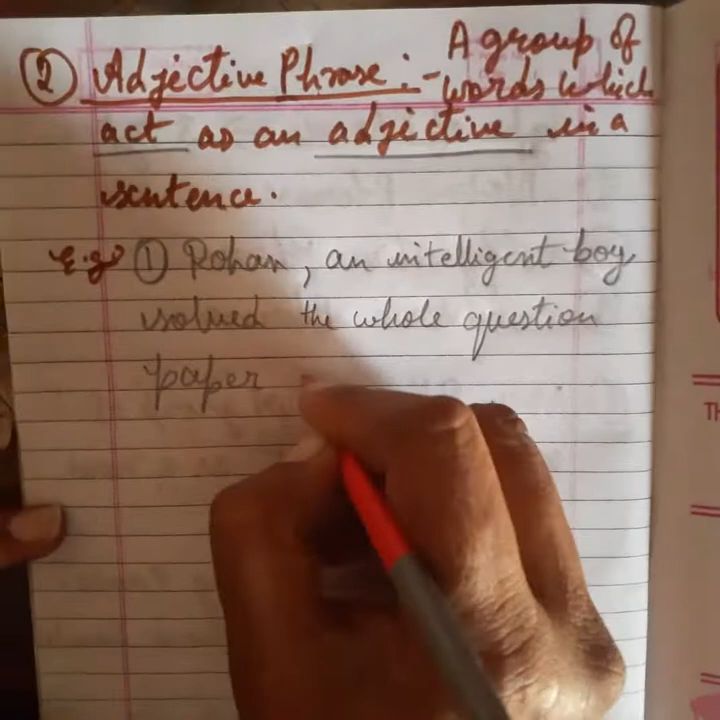 ② Adjective Phrase :- A group of
words which
act as an adjective in a
sentence.
E.g ① Rohan, an intelligent boy
solved the whole question
paper
Th